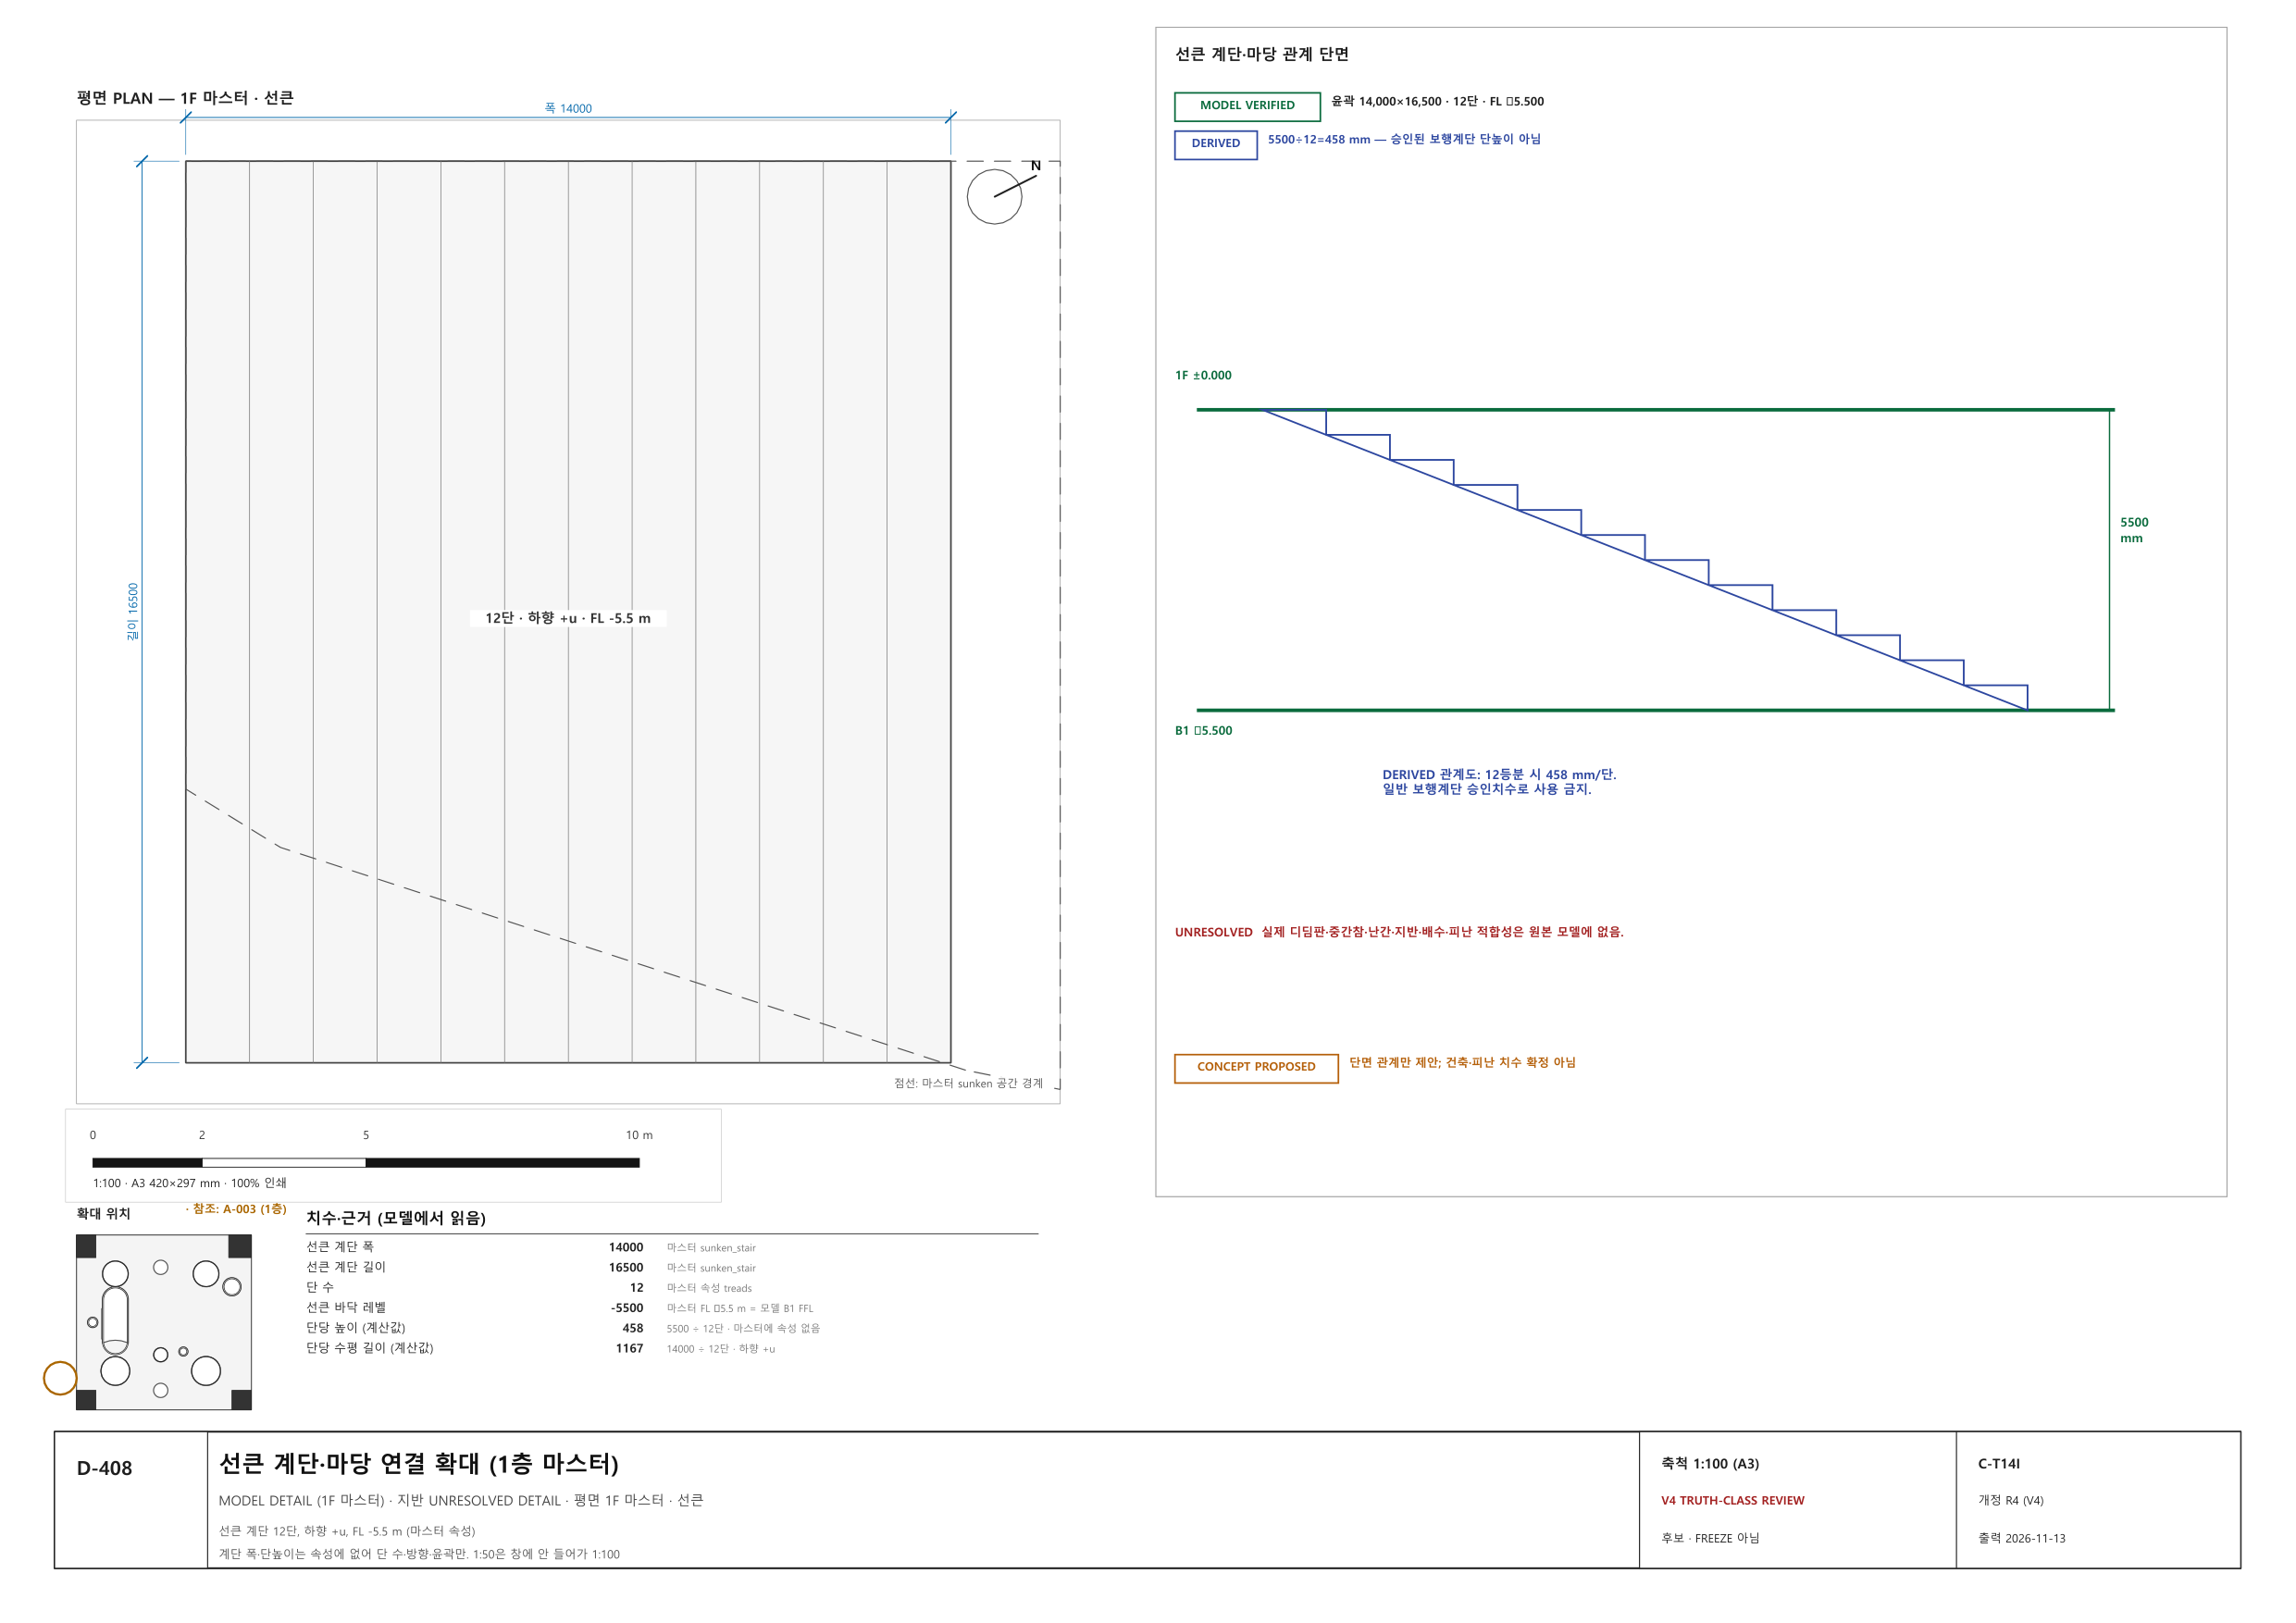 평면 PLAN — 1F 마스터 · 선큰
폭 14000
N
길이 16500
12단 · 하향 +u · FL -5.5 m
점선: 마스터 sunken 공간 경계
0 2 5 10 m
1:100 · A3 420×297 mm · 100% 인쇄
선큰 계단·마당 관계 단면
MODEL VERIFIED 윤곽 14,000×16,500 · 12단 · FL □5.500
DERIVED 5500÷12=458 mm — 승인된 보행계단 단높이 아님
1F ±0.000
5500
mm
B1 □5.500
DERIVED 관계도: 12등분 시 458 mm/단.
일반 보행계단 승인치수로 사용 금지.
UNRESOLVED 실제 디딤판·중간참·난간·지반·배수·피난 적합성은 원본 모델에 없음.
CONCEPT PROPOSED 단면 관계만 제안; 건축·피난 치수 확정 아님
확대 위치 · 참조: A-003 (1층)
치수·근거 (모델에서 읽음)
선큰 계단 폭 14000 마스터 sunken_stair
선큰 계단 길이 16500 마스터 sunken_stair
단 수 12 마스터 속성 treads
선큰 바닥 레벨 -5500 마스터 FL □5.5 m = 모델 B1 FFL
단당 높이 (계산값) 458 5500 ÷ 12단 · 마스터에 속성 없음
단당 수평 길이 (계산값) 1167 14000 ÷ 12단 · 하향 +u
D-408
선큰 계단·마당 연결 확대 (1층 마스터)
MODEL DETAIL (1F 마스터) · 지반 UNRESOLVED DETAIL · 평면 1F 마스터 · 선큰
선큰 계단 12단, 하향 +u, FL -5.5 m (마스터 속성)
계단 폭·단높이는 속성에 없어 단 수·방향·윤곽만. 1:50은 창에 안 들어가 1:100
축척 1:100 (A3)
V4 TRUTH-CLASS REVIEW
후보 · FREEZE 아님
C-T14I
개정 R4 (V4)
출력 2026-11-13